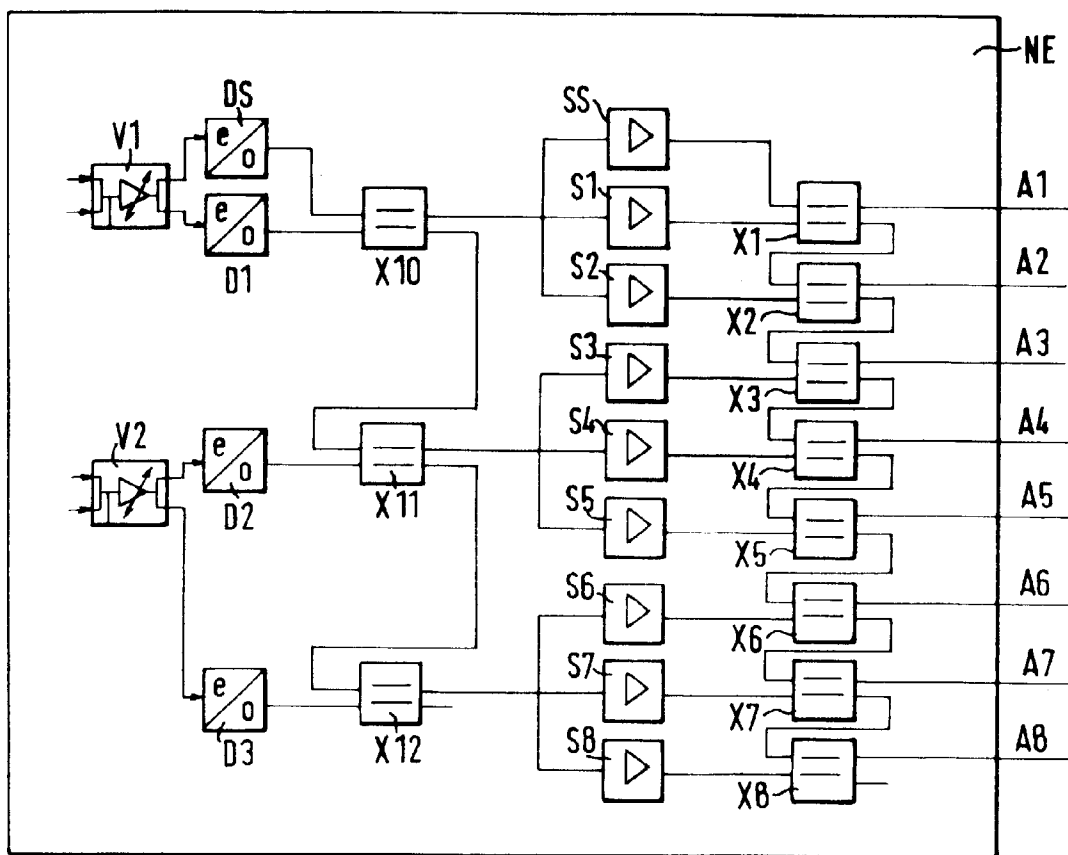 NE
DS
SS
V1
e
o
A1
S1
e
o
X1
D1
X10
A2
S2
X2
A3
S3
X3
A4
S4
V2
e
o
X4
D2
X11
A5
S5
X5
A6
S6
X6
A7
S7
e
o
X7
D3
X12
A8
S8
X8